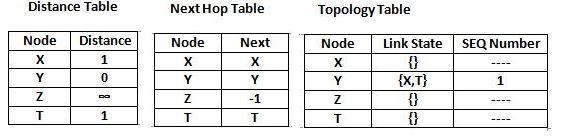 Distance Table Next Hop Table Topology Table
Node Distance Node Next Node Link State SEQ Number
X 1 X X X {} ----
Y 0 Y Y Y {X,T} 1
Z ∞ Z -1 Z {} ----
T 1 T T T {} ----